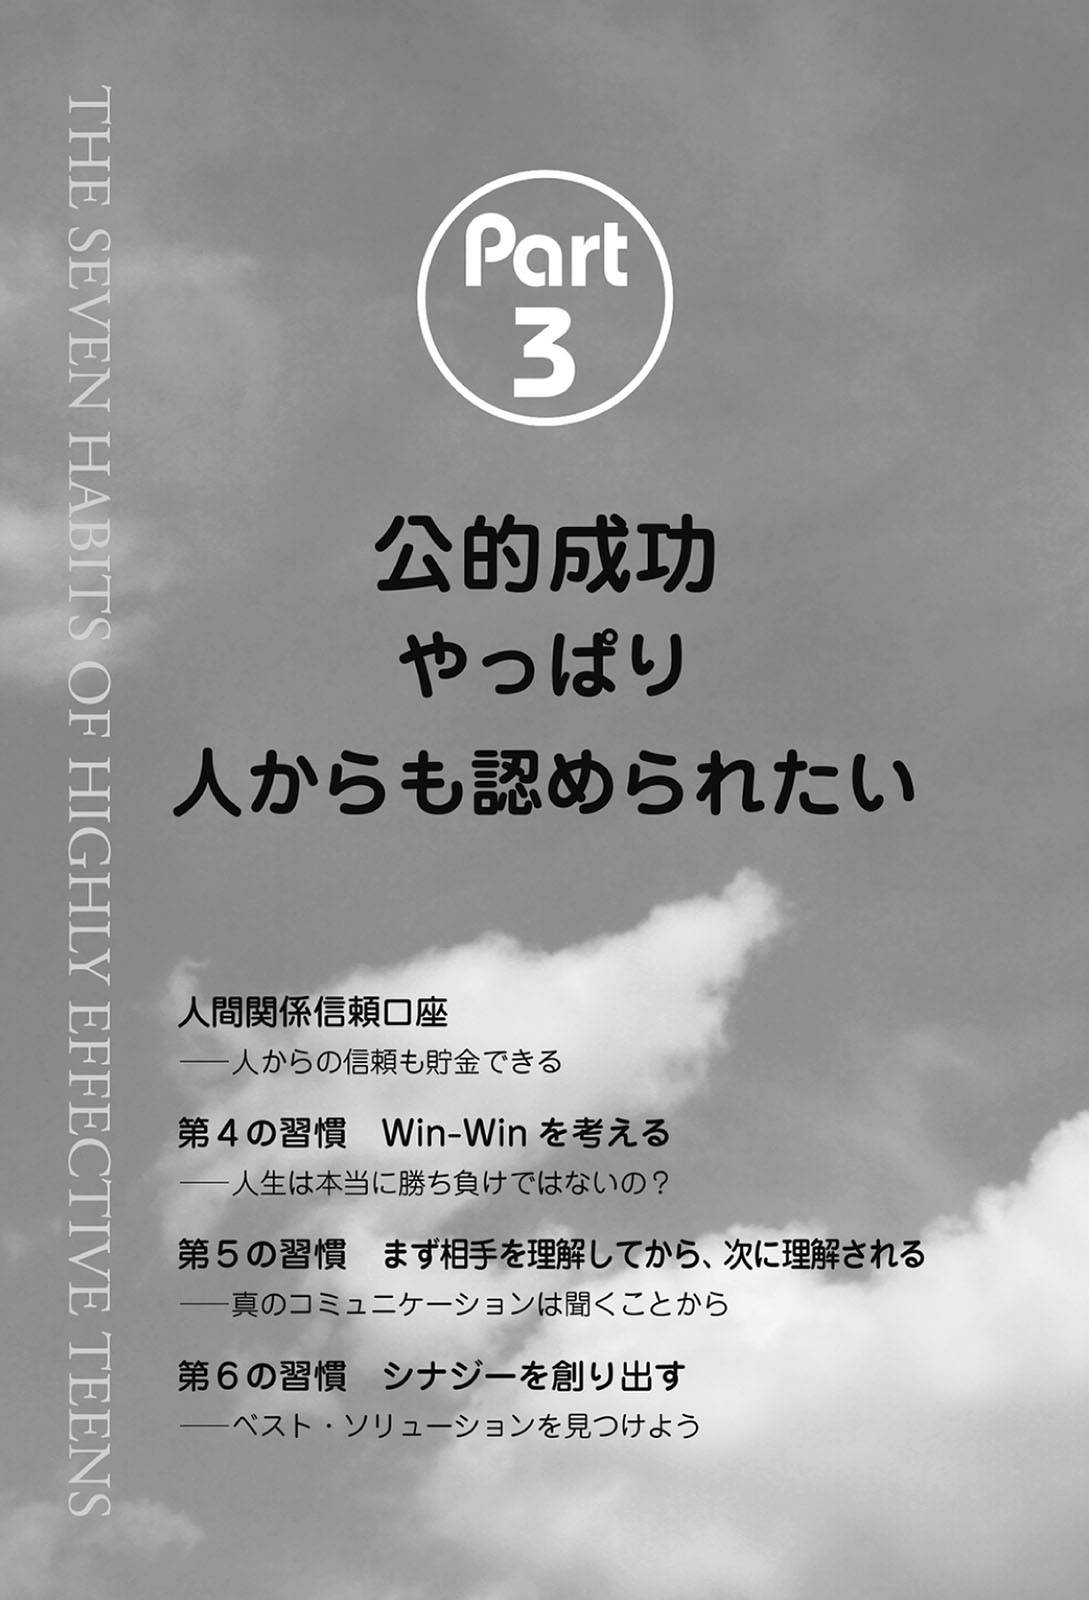 THE SEVEN HABITS OF HIGHLY EFFECTIVE TEENS
Part
3
公的成功
やっぱり
人からも認められたい
人間関係信頼口座
——人からの信頼も貯金できる
第４の習慣　Win-Win を考える
——人生は本当に勝ち負けではないの？
第５の習慣　まず相手を理解してから、次に理解される
——真のコミュニケーションは聞くことから
第６の習慣　シナジーを創り出す
——ベスト・ソリューションを見つけよう